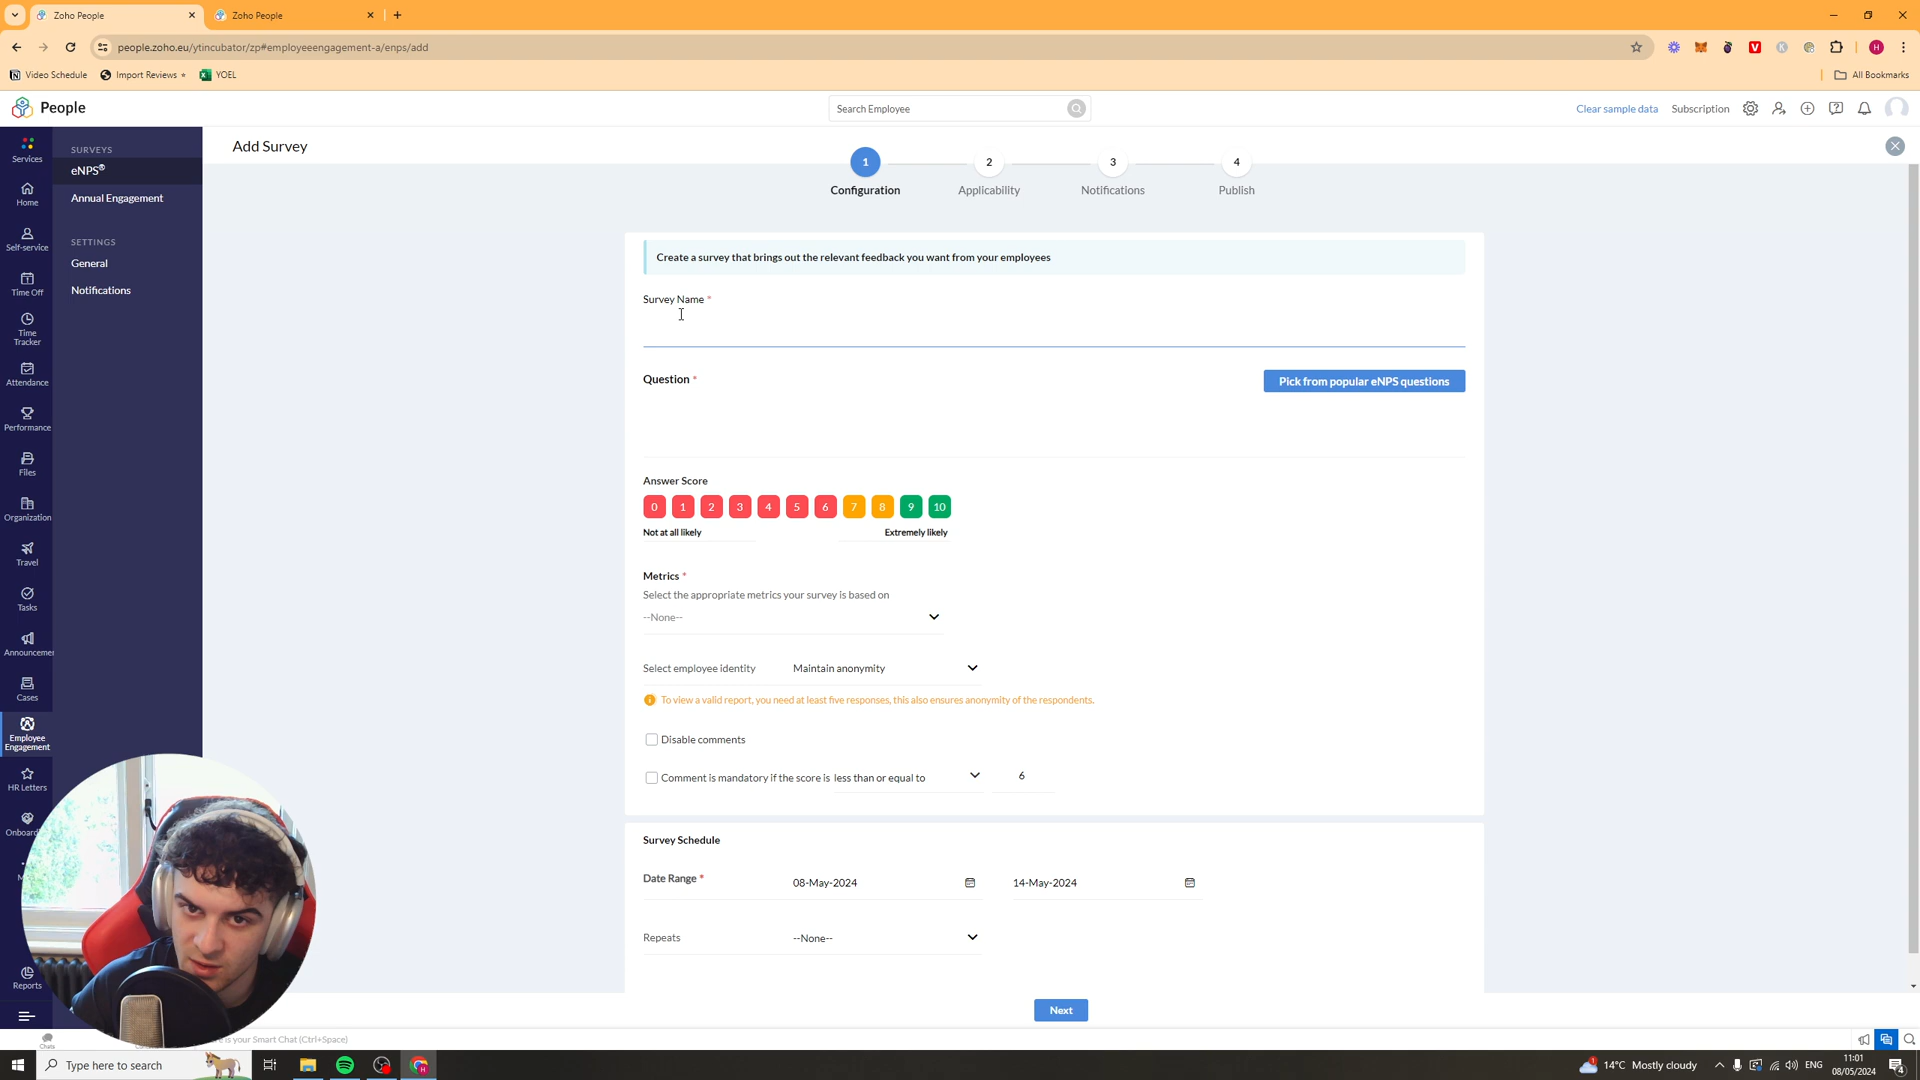 Zoho People
Zoho People
people.zoho.eu/ytincubator/zp#employeeengagement-a/enps/add
Video Schedule
Import Reviews
YOEL
All Bookmarks
People
Search Employee
Clear sample data
Subscription
Add Survey
1
2
3
4
Configuration
Applicability
Notifications
Publish
Services
Home
Self-service
Time Off
Time
Tracker
Attendance
Performance
Files
Organization
Travel
Tasks
Announcemen
Cases
Employee
Engagement
HR Letters
Onboard
Reports
SURVEYS
eNPS®
Annual Engagement
SETTINGS
General
Notifications
Create a survey that brings out the relevant feedback you want from your employees
Survey Name *
Question *
Pick from popular eNPS questions
Answer Score
0 1 2 3 4 5 6 7 8 9 10
Not at all likely
Extremely likely
Metrics *
Select the appropriate metrics your survey is based on
--None--
Select employee identity
Maintain anonymity
To view a valid report, you need at least five responses, this also ensures anonymity of the respondents.
Disable comments
Comment is mandatory if the score is less than or equal to 6
Survey Schedule
Date Range *
08-May-2024
14-May-2024
Repeats
--None--
Next
Chats
is your Smart Chat (Ctrl+Space)
Type here to search
14°C Mostly cloudy
ENG
11:01
08/05/2024